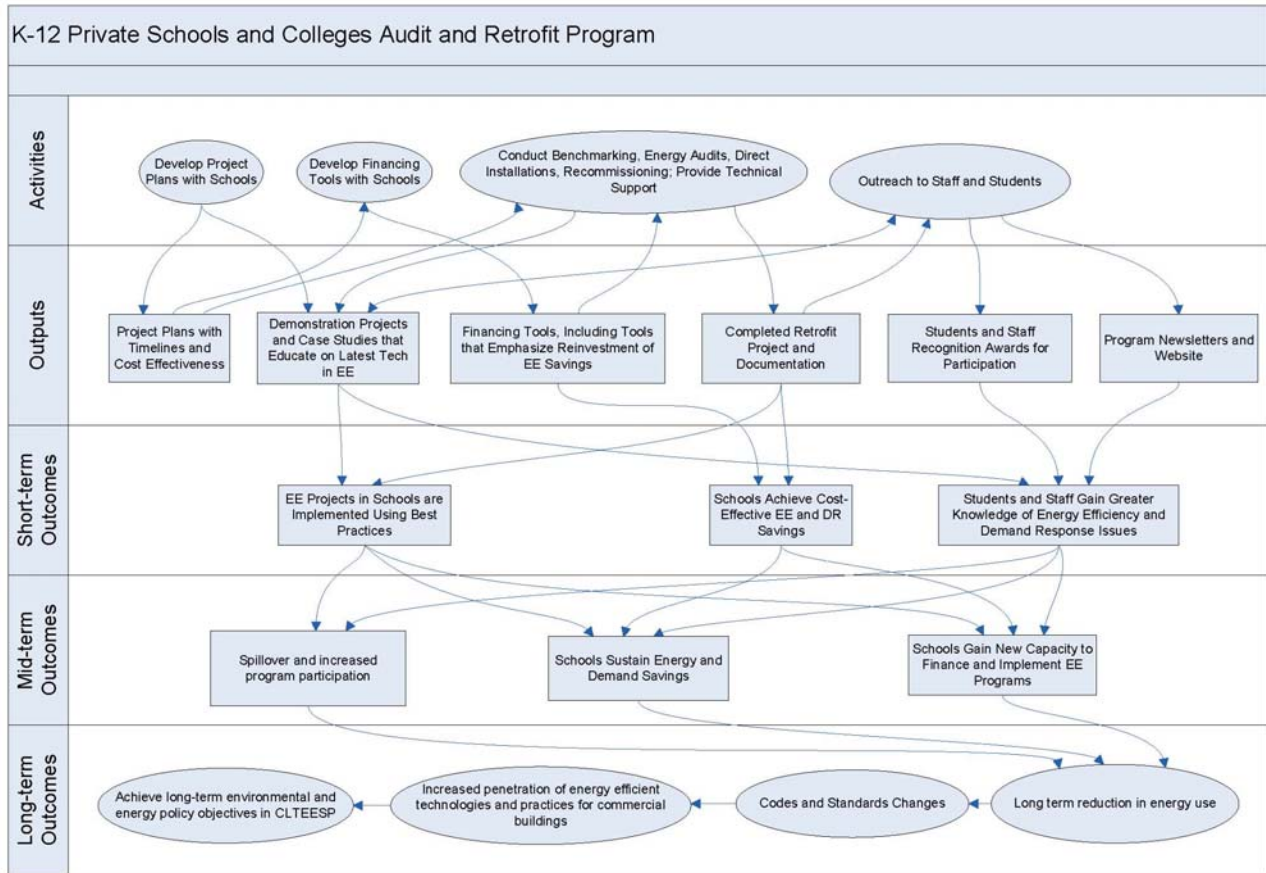 K-12 Private Schools and Colleges Audit and Retrofit Program
Activities
Develop Project
Plans with Schools
Develop Financing
Tools with Schools
Conduct Benchmarking, Energy Audits, Direct
Installations, Recommissioning; Provide Technical
Support
Outreach to Staff and Students
Outputs
Project Plans with
Timelines and
Cost Effectiveness
Demonstration Projects
and Case Studies that
Educate on Latest Tech
in EE
Financing Tools, Including Tools
that Emphasize Reinvestment of
EE Savings
Completed Retrofit
Project and
Documentation
Students and Staff
Recognition Awards for
Participation
Program Newsletters and
Website
Short-term
Outcomes
EE Projects in Schools are
Implemented Using Best
Practices
Schools Achieve Cost-
Effective EE and DR
Savings
Students and Staff Gain Greater
Knowledge of Energy Efficiency and
Demand Response Issues
Mid-term
Outcomes
Spillover and increased
program participation
Schools Sustain Energy and
Demand Savings
Schools Gain New Capacity to
Finance and Implement EE
Programs
Long-term
Outcomes
Achieve long-term environmental and
energy policy objectives in CLTEESP
Increased penetration of energy efficient
technologies and practices for commercial
buildings
Codes and Standards Changes
Long term reduction in energy use